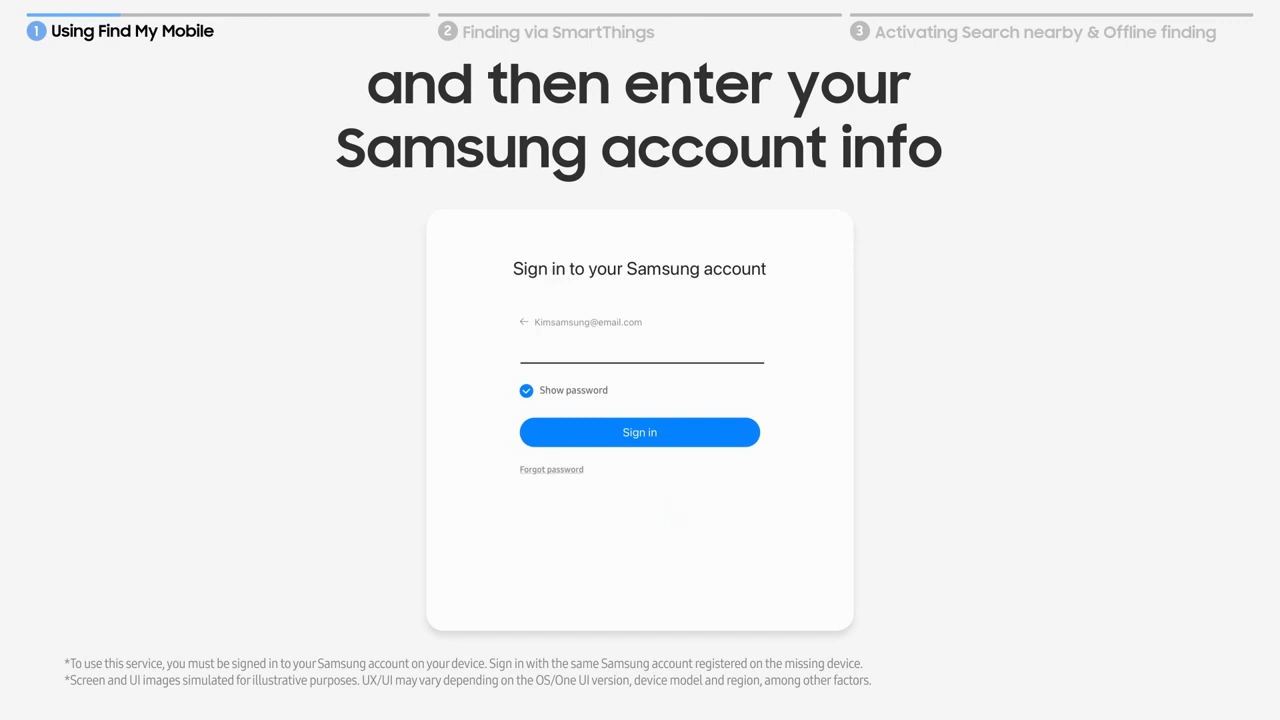 1 Using Find My Mobile
2 Finding via SmartThings
3 Activating Search nearby & Offline finding
and then enter your
Samsung account info
Sign in to your Samsung account
← Kimsamsung@email.com
Show password
Sign in
Forgot password
*To use this service, you must be signed in to your Samsung account on your device. Sign in with the same Samsung account registered on the missing device.
*Screen and UI images simulated for illustrative purposes. UX/UI may vary depending on the OS/One UI version, device model and region, among other factors.